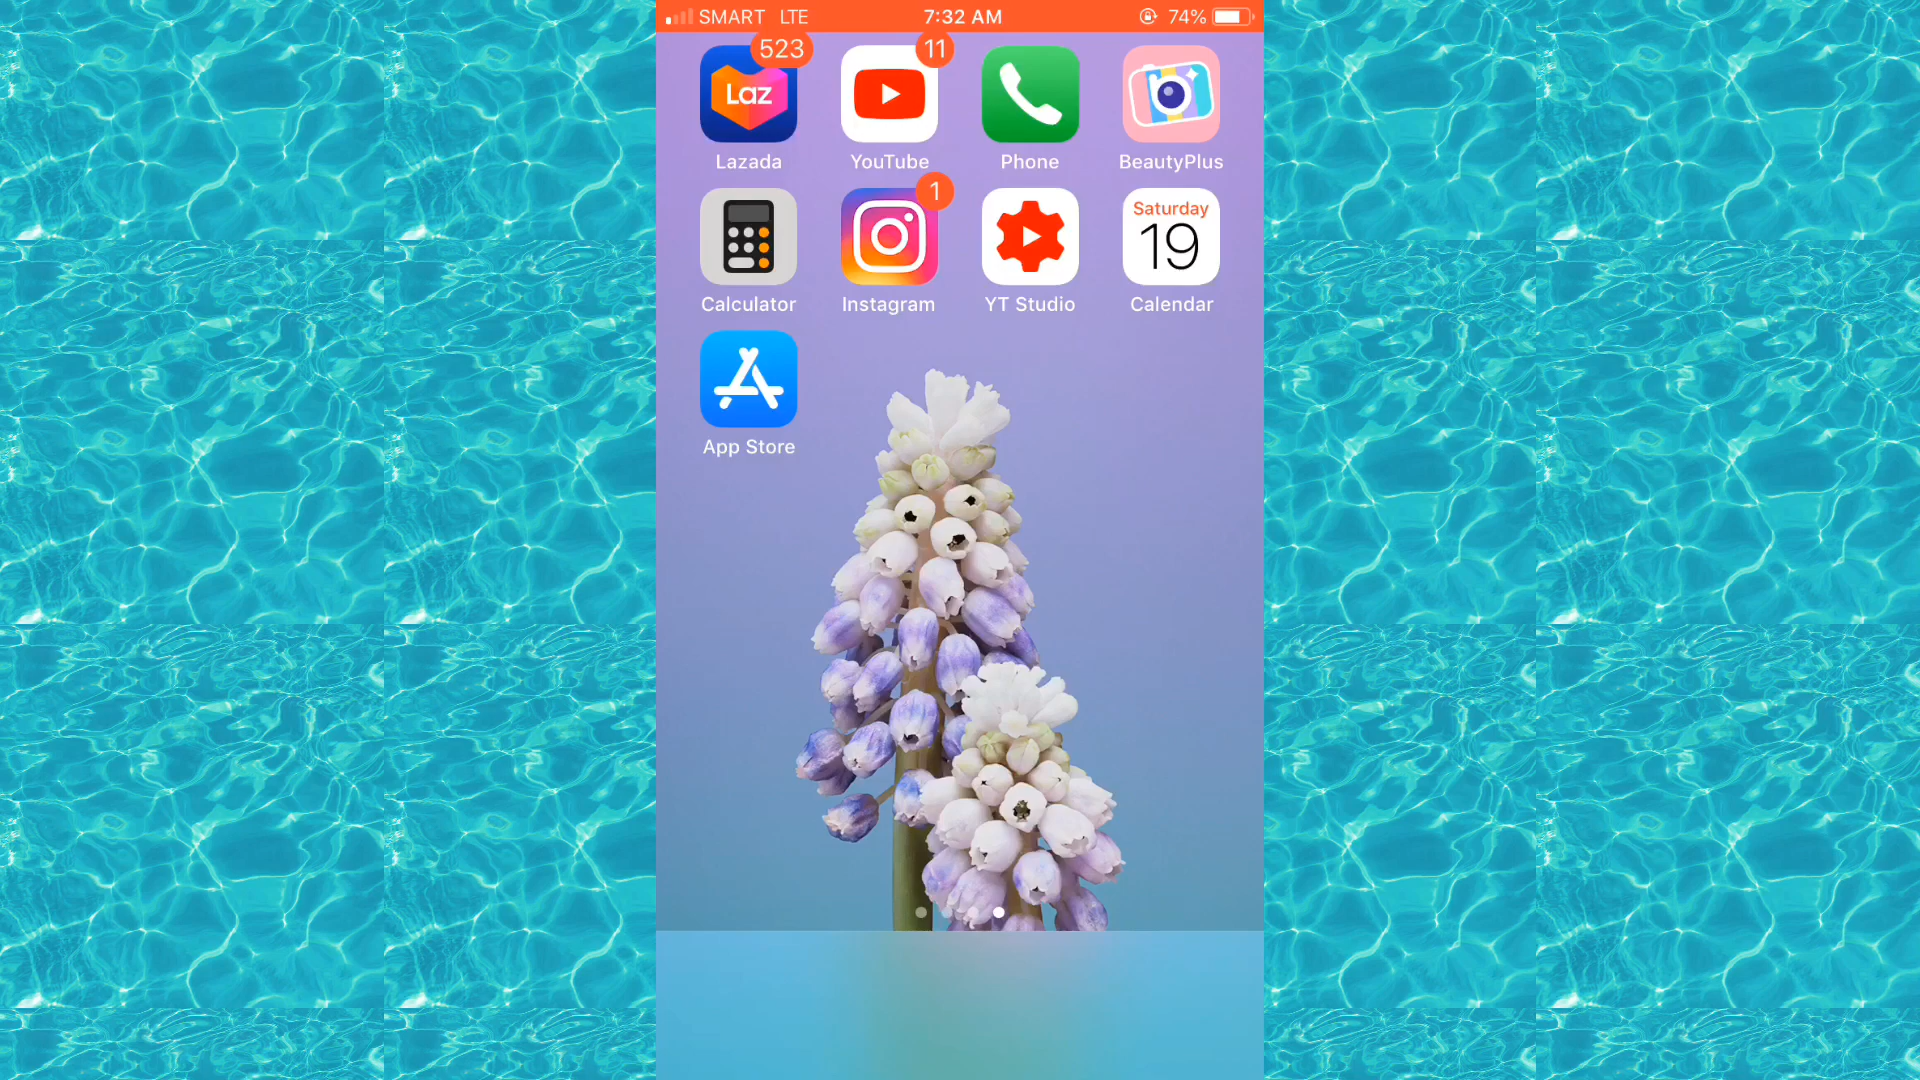 SMART LTE 7:32 AM 74%
523 11
Laz
Lazada YouTube Phone BeautyPlus
1
Saturday
19
Calculator Instagram YT Studio Calendar
App Store